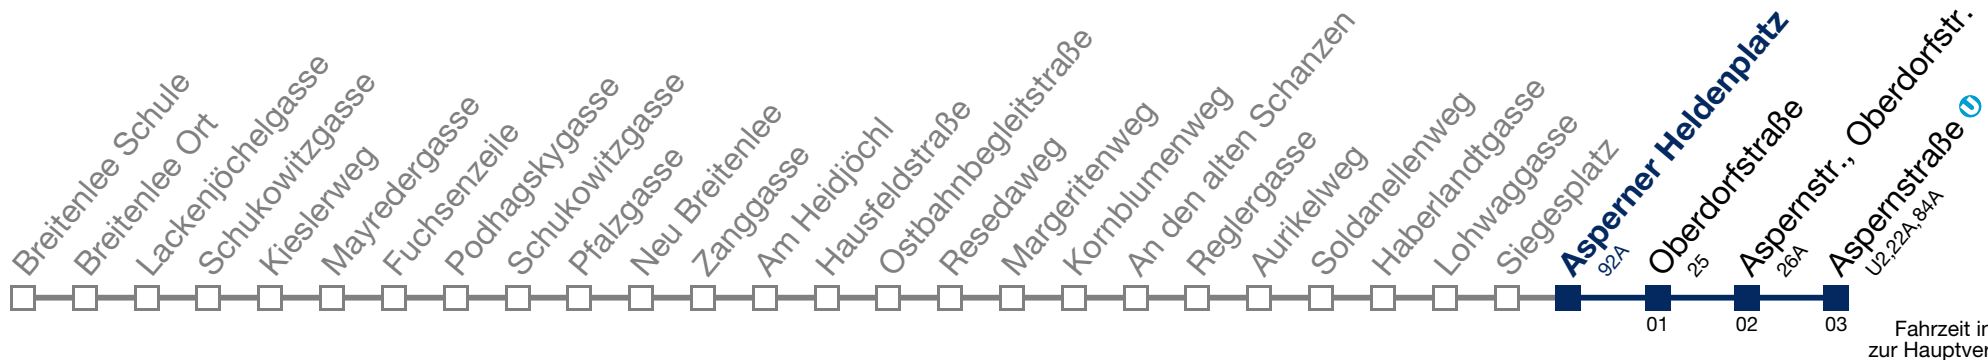 Breitenlee Schule
Breitenlee Ort
Lackenjöchelgasse
Schukowitzgasse
Kieslerweg
Mayredergasse
Fuchsenzeile
Podhagskygasse
Schukowitzgasse
Pfalzgasse
Neu Breitenlee
Zanggasse
Am Heidjöchl
Hausfeldstraße
Ostbahnbegleitstraße
Resedaweg
Margeritenweg
Kornblumenweg
An den alten Schanzen
Reglergasse
Aurikelweg
Soldanellenweg
Haberlandtgasse
Lohwaggasse
Siegesplatz
Asperner Heldenplatz
92A
Oberdorfstraße
25
Aspernstr., Oberdorfstr.
26A
Aspernstraße U
U2,22A,84A
01
02
03
Fahrzeit in
zur Hauptver